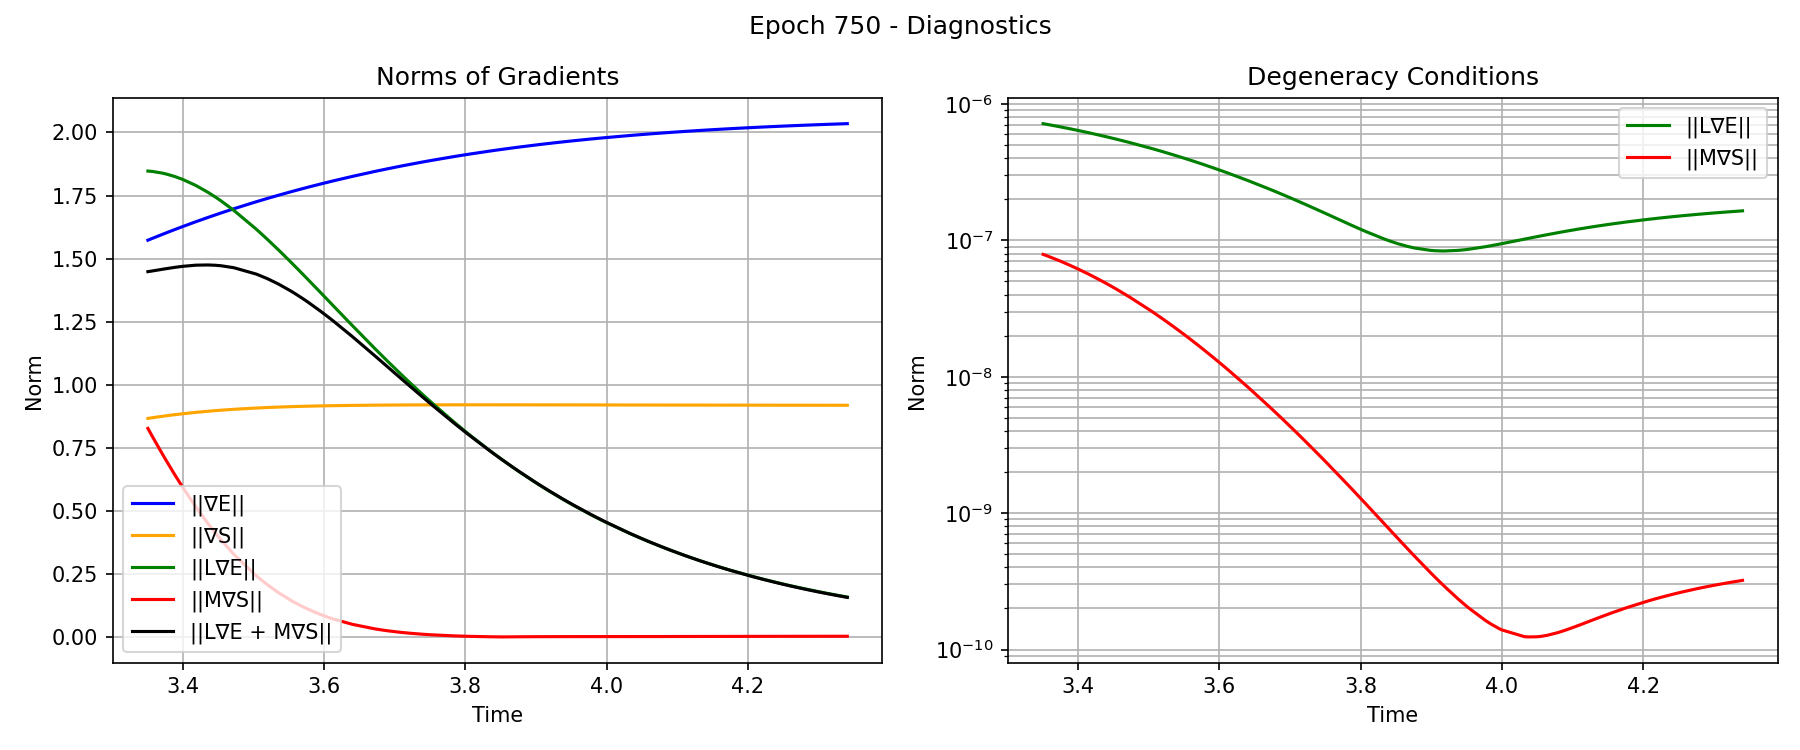 Epoch 750 - Diagnostics
Norms of Gradients
Norm
2.00
1.75
1.50
1.25
1.00
0.75
0.50
0.25
0.00
||∇E||
||∇S||
||L∇E||
||M∇S||
||L∇E + M∇S||
3.4
3.6
3.8
4.0
4.2
Time
Degeneracy Conditions
Norm
10⁻⁶
10⁻⁷
10⁻⁸
10⁻⁹
10⁻¹⁰
||L∇E||
||M∇S||
3.4
3.6
3.8
4.0
4.2
Time